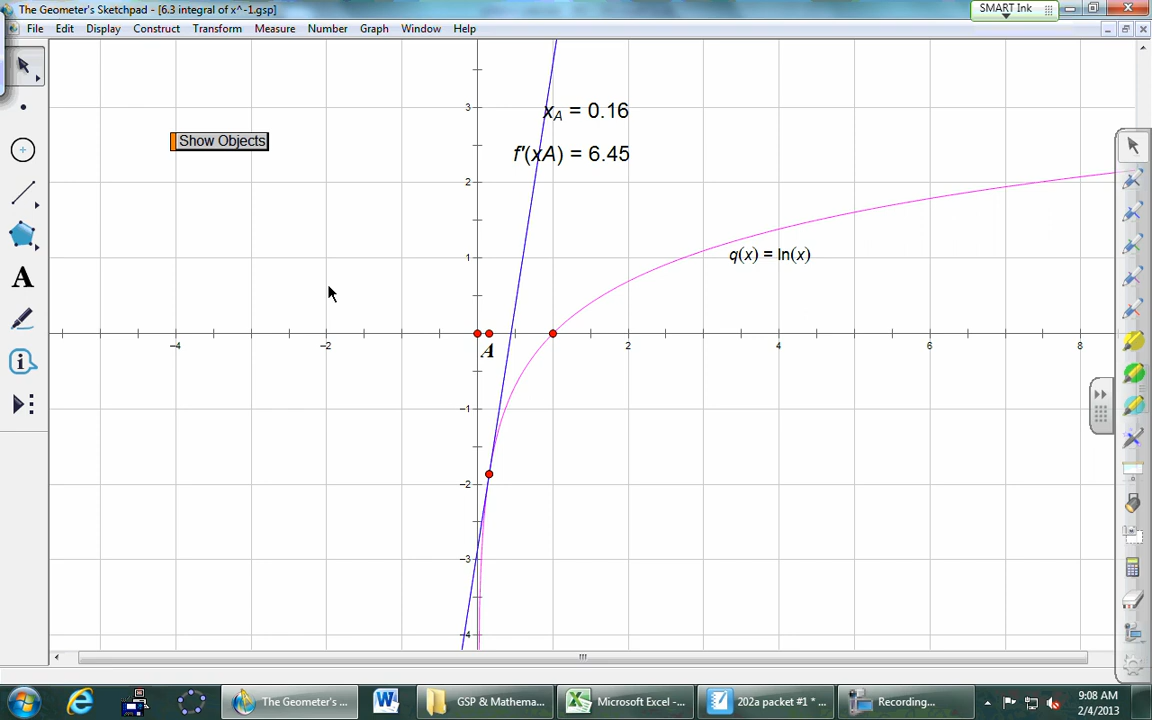 The Geometer's Sketchpad - [6.3 integral of x^-1.gsp]
SMART Ink
File Edit Display Construct Transform Measure Number Graph Window Help
Show Objects
x_A = 0.16
f'(xA) = 6.45
q(x) = ln(x)
3
2
1
-4 -2 2 4 6 8
A
-1
-2
-3
-4
A
The Geometer's ...
GSP & Mathema...
Microsoft Excel -...
202a packet #1 * ...
Recording...
9:08 AM
2/4/2013